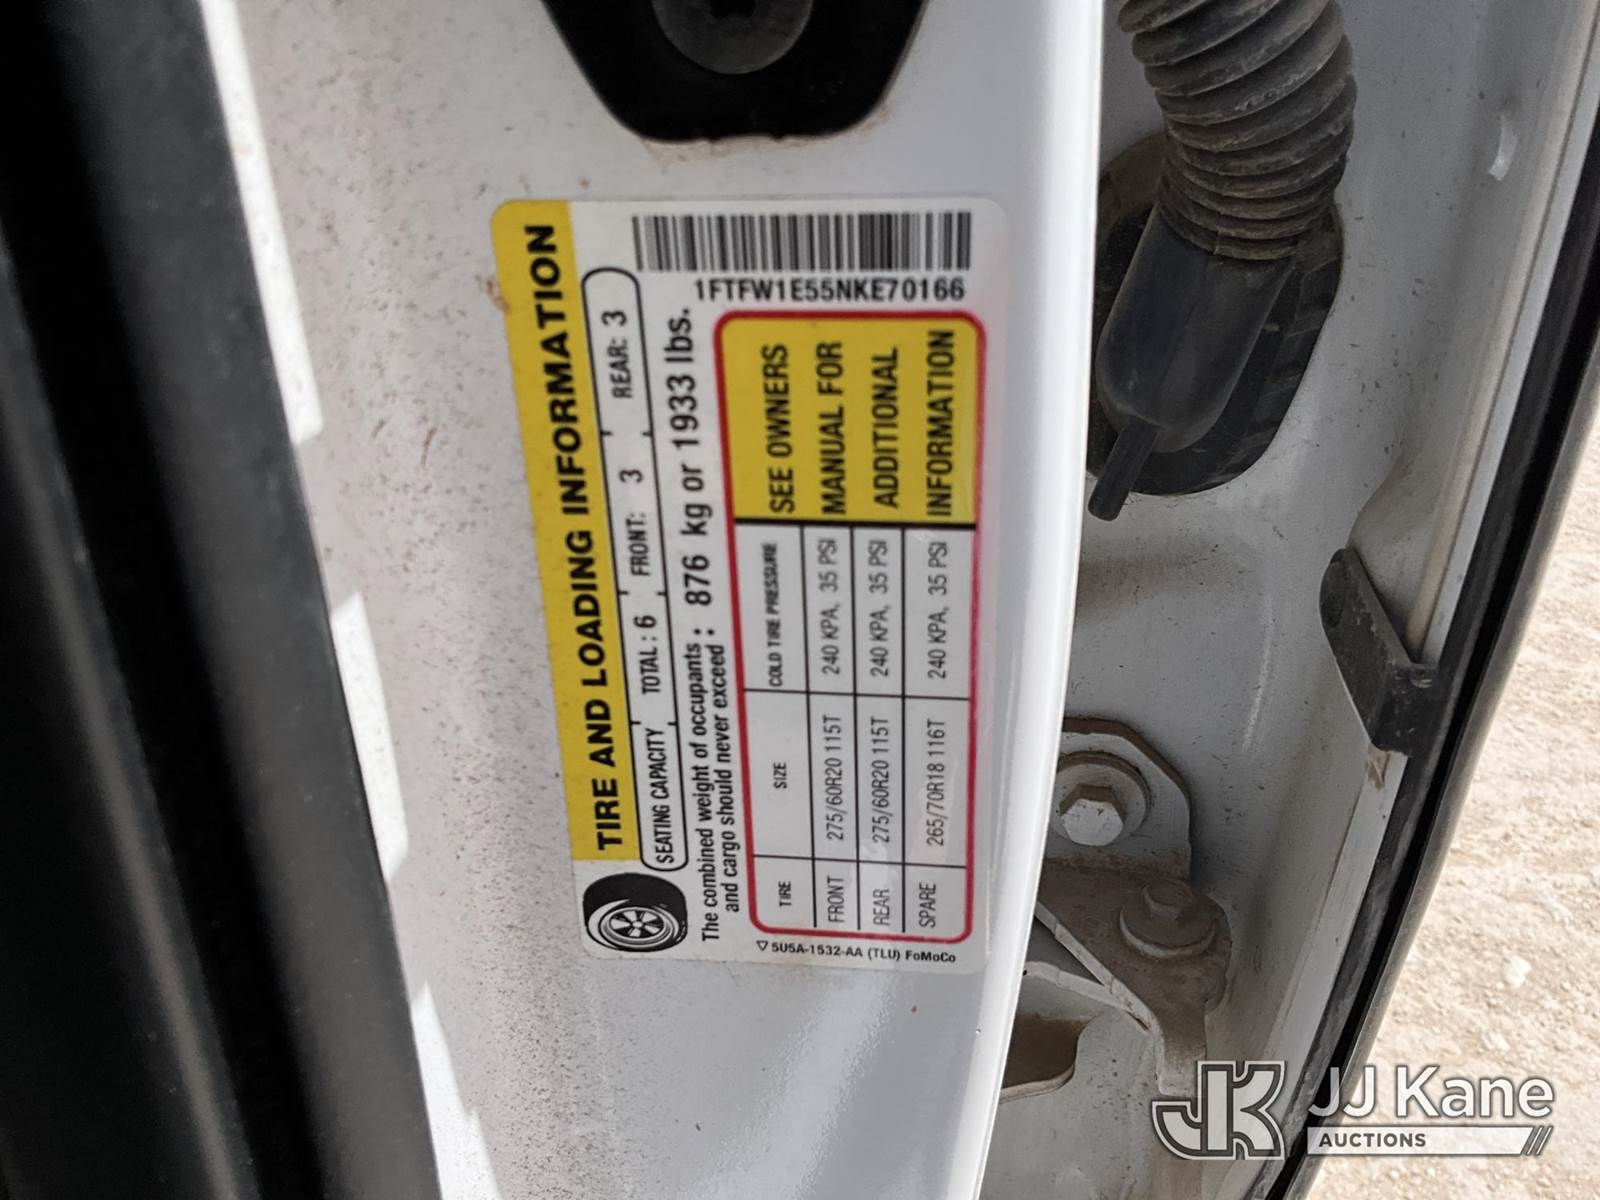 TIRE AND LOADING INFORMATION
SEATING CAPACITY TOTAL : 6 FRONT: 3 REAR: 3
The combined weight of occupants and cargo should never exceed : 876 kg or 1933 lbs.
1FTFW1E55NKE70166
TIRE SIZE COLD TIRE PRESSURE
FRONT 275/60R20 115T 240 KPA, 35 PSI
REAR 275/60R20 115T 240 KPA, 35 PSI
SPARE 265/70R18 116T 240 KPA, 35 PSI
SEE OWNERS
MANUAL FOR
ADDITIONAL
INFORMATION
5U5A-1532-AA (TLU) FoMoCo
JK JJ Kane
AUCTIONS